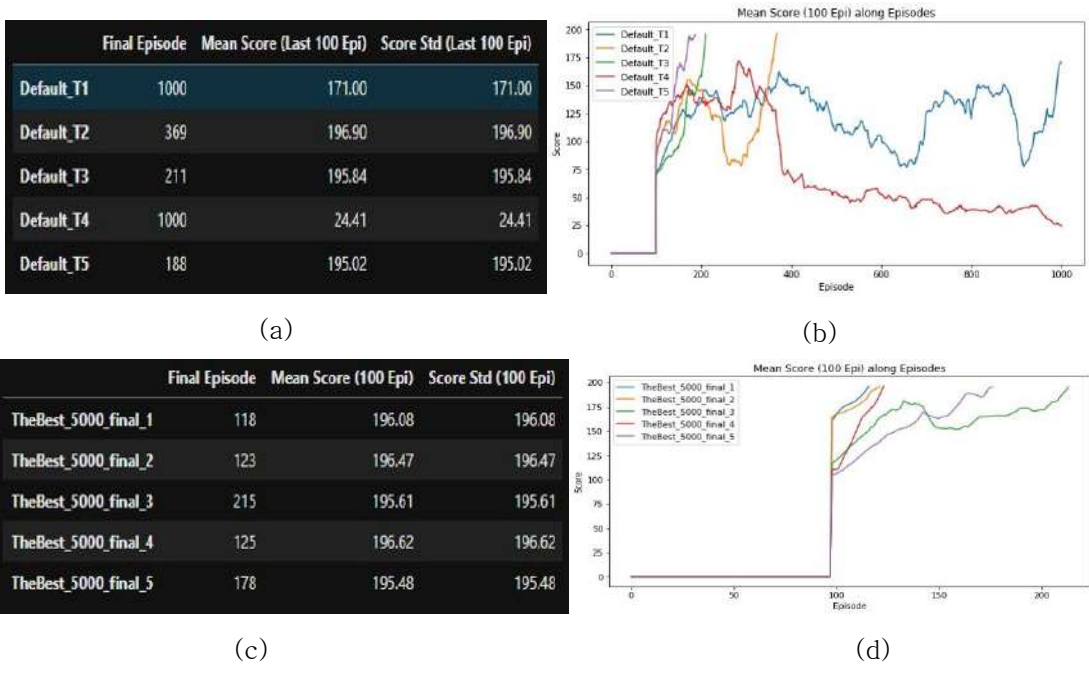 Final Episode Mean Score (Last 100 Epi) Score Std (Last 100 Epi)
Default_T1 1000 171.00 171.00
Default_T2 369 196.90 196.90
Default_T3 211 195.84 195.84
Default_T4 1000 24.41 24.41
Default_T5 188 195.02 195.02
(a)
Mean Score (100 Epi) along Episodes
Default_T1
Default_T2
Default_T3
Default_T4
Default_T5
200
175
150
125
100
75
50
25
0
Score
0 200 400 600 800 1000
Episode
(b)
Final Episode Mean Score (100 Epi) Score Std (100 Epi)
TheBest_5000_final_1 118 196.08 196.08
TheBest_5000_final_2 123 196.47 196.47
TheBest_5000_final_3 215 195.61 195.61
TheBest_5000_final_4 125 196.62 196.62
TheBest_5000_final_5 178 195.48 195.48
(c)
Mean Score (100 Epi) along Episodes
TheBest_5000_final_1
TheBest_5000_final_2
TheBest_5000_final_3
TheBest_5000_final_4
TheBest_5000_final_5
200
175
150
125
100
75
50
25
0
Score
0 50 100 150 200
Episode
(d)